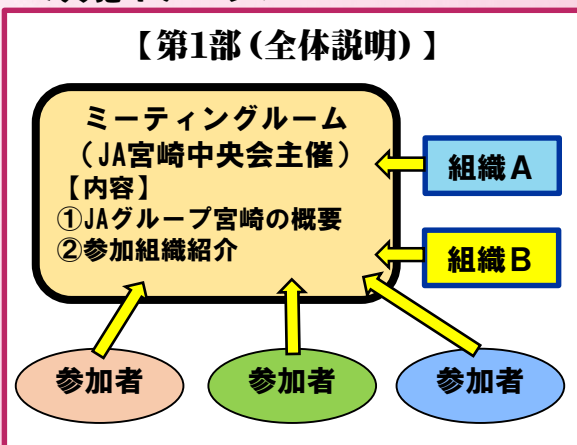 【第1部(全体説明)】
ミーティングルーム
(JA宮崎中央会主催)
【内容】
①JAグループ宮崎の概要
②参加組織紹介
組織A
組織B
参加者
参加者
参加者